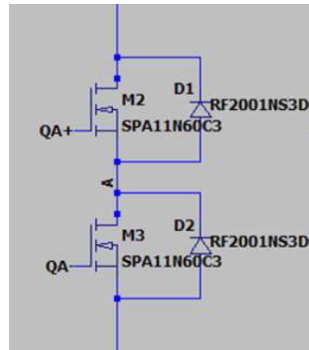 D1
M2
RF2001NS3D
QA+
SPA11N60C3
A
D2
M3
RF2001NS3D
QA-
SPA11N60C3